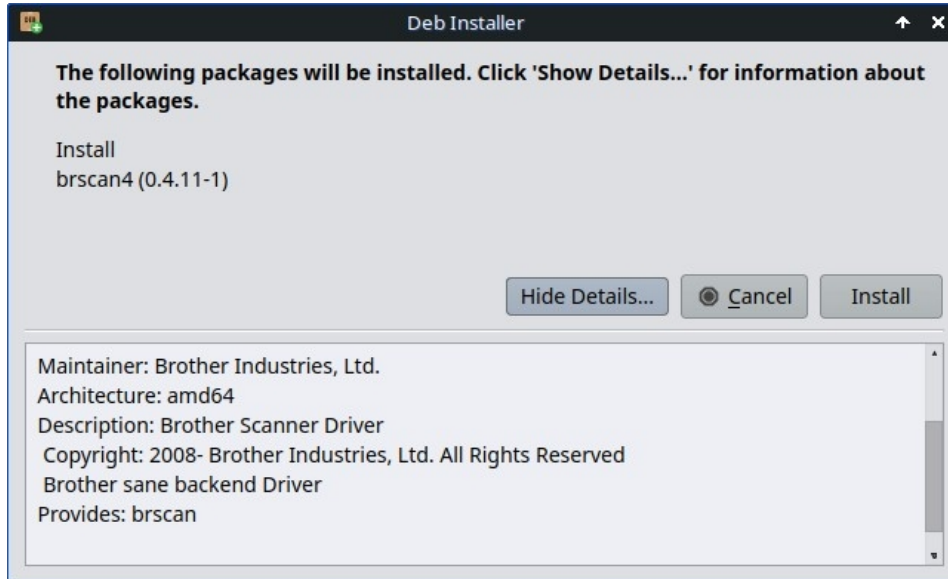 Deb Installer
The following packages will be installed. Click 'Show Details...' for information about
the packages.
Install
brscan4 (0.4.11-1)
Hide Details...
Cancel
Install
Maintainer: Brother Industries, Ltd.
Architecture: amd64
Description: Brother Scanner Driver
Copyright: 2008- Brother Industries, Ltd. All Rights Reserved
Brother sane backend Driver
Provides: brscan